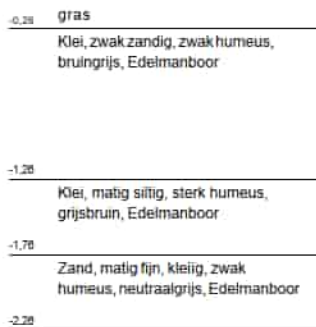 gras
-0,26
Klei, zwak zandig, zwak humeus,
bruingrijs, Edelmanboor
-1,26
Klei, matig siltig, sterk humeus,
grijsbruin, Edelmanboor
-1,76
Zand, matig fijn, kleiig, zwak
humeus, neutraalgrijs, Edelmanboor
-2,26